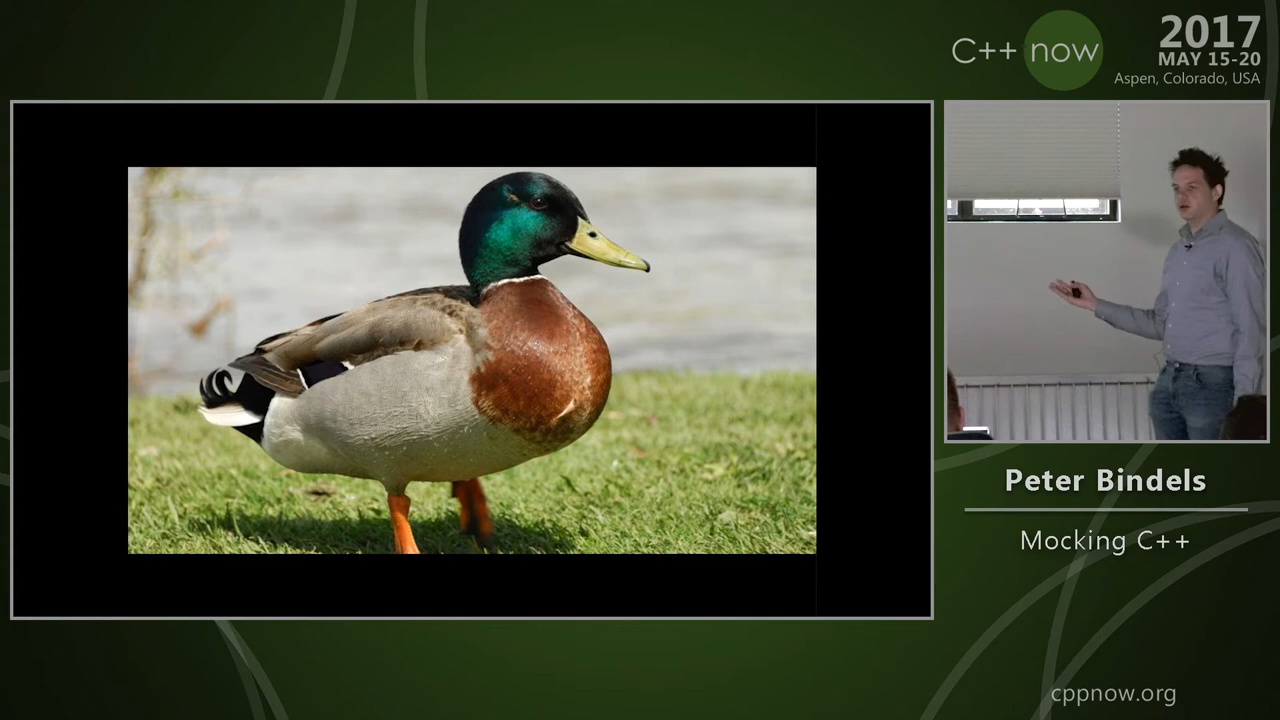 C++ now
2017
MAY 15-20
Aspen, Colorado, USA
Peter Bindels
Mocking C++
cppnow.org